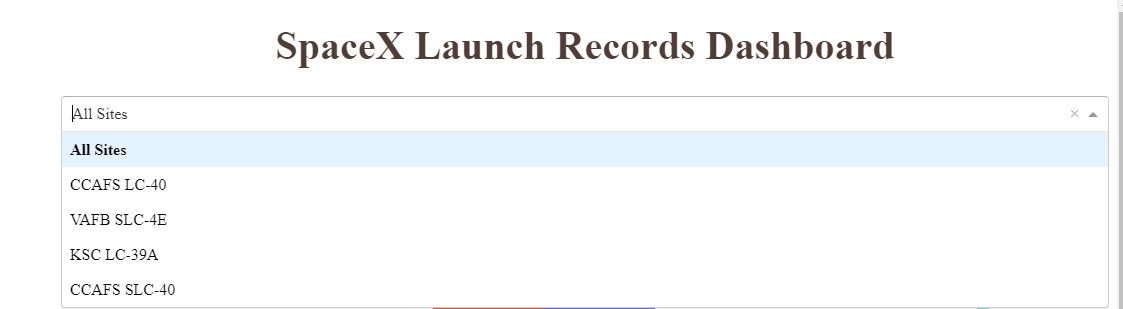 SpaceX Launch Records Dashboard
All Sites
All Sites
CCAFS LC-40
VAFB SLC-4E
KSC LC-39A
CCAFS SLC-40